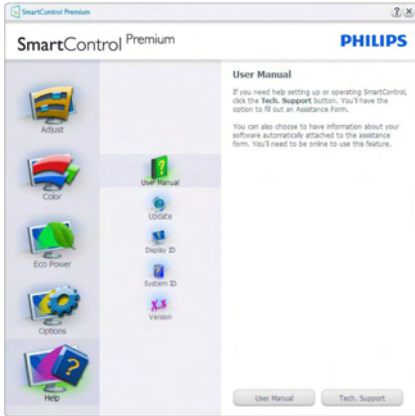 SmartControl Premium
SmartControl Premium
PHILIPS
Adjust
Color
Eco Power
Options
Help
User Manual
Update
Display ID
System ID
Version
User Manual
If you need help setting up or operating SmartControl,
click the Tech. Support button. You'll have the
option to fill out an Assistance Form.
You can also choose to have information about your
software automatically attached to the assistance
form. You'll need to be online to use this feature.
User Manual
Tech. Support